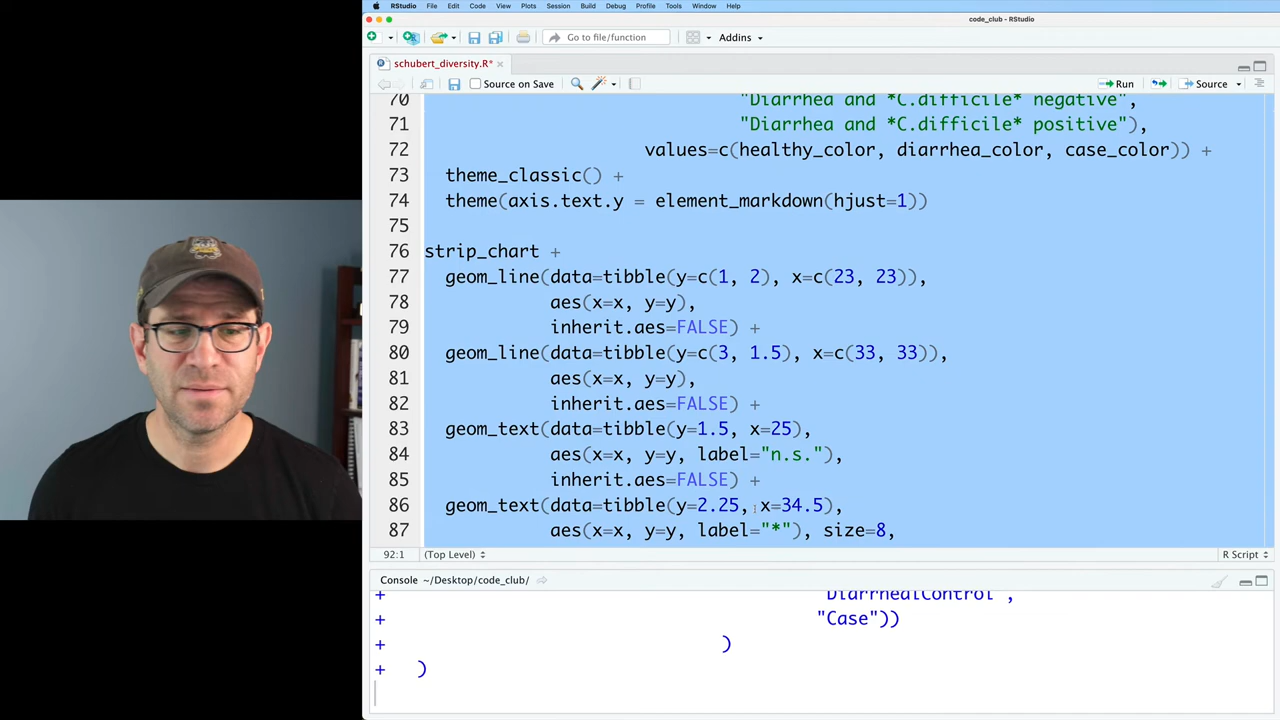 RStudio File Edit Code View Plots Session Build Debug Profile Tools Window Help
code_club - RStudio
Go to file/function Addins
schubert_diversity.R*
Source on Save Run Source
70 "Diarrhea and *C.difficile* negative",
71 "Diarrhea and *C.difficile* positive"),
72 values=c(healthy_color, diarrhea_color, case_color)) +
73 theme_classic() +
74 theme(axis.text.y = element_markdown(hjust=1))
75
76 strip_chart +
77 geom_line(data=tibble(y=c(1, 2), x=c(23, 23)),
78 aes(x=x, y=y),
79 inherit.aes=FALSE) +
80 geom_line(data=tibble(y=c(3, 1.5), x=c(33, 33)),
81 aes(x=x, y=y),
82 inherit.aes=FALSE) +
83 geom_text(data=tibble(y=1.5, x=25),
84 aes(x=x, y=y, label="n.s."),
85 inherit.aes=FALSE) +
86 geom_text(data=tibble(y=2.25, x=34.5),
87 aes(x=x, y=y, label="*"), size=8,
92:1 (Top Level) R Script
Console ~/Desktop/code_club/
+ "DiarrhealControl",
+ "Case"))
+ )
+ )